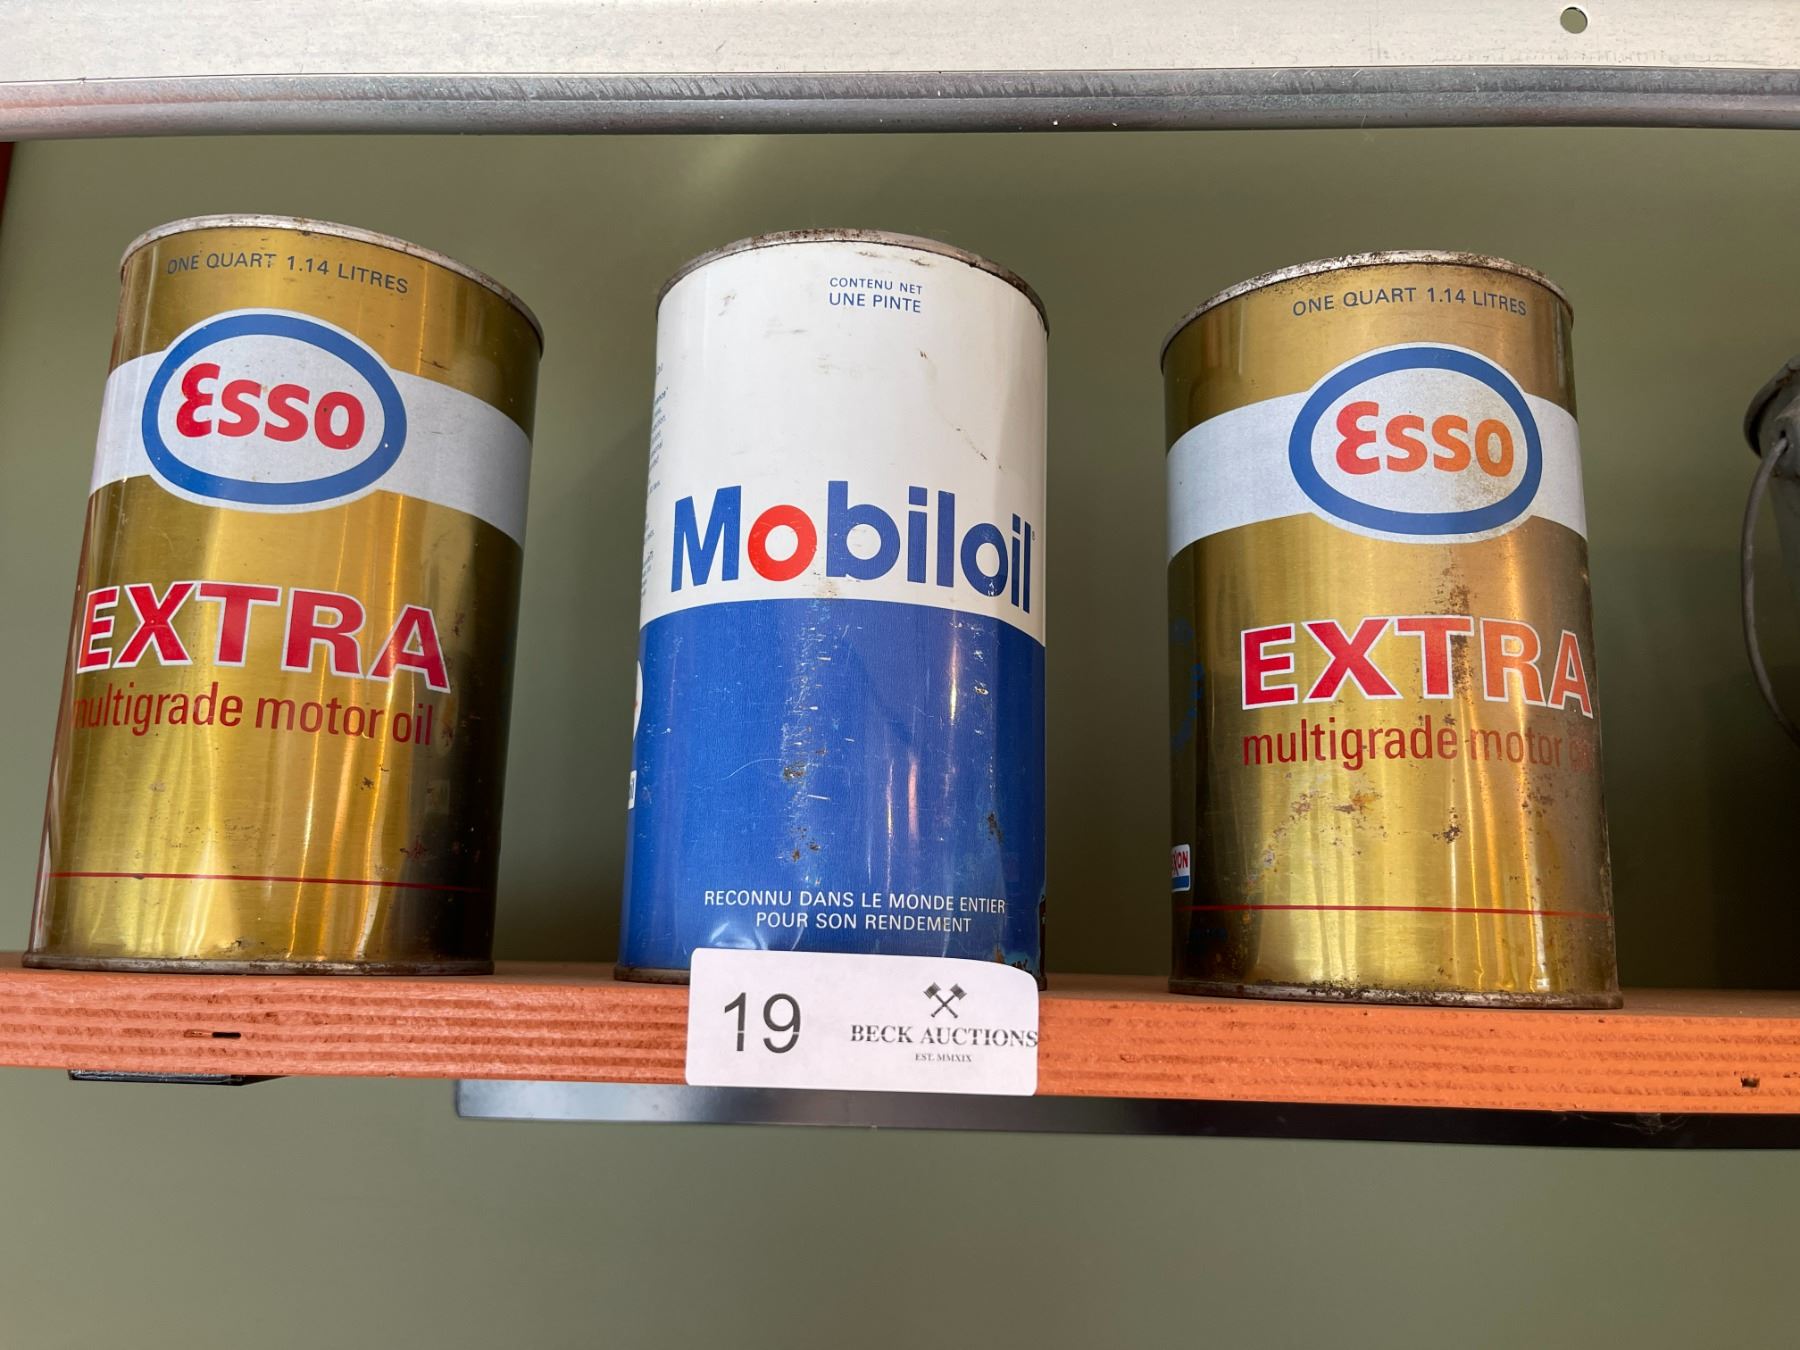 ONE QUART 1.14 LITRES
Esso
EXTRA
multigrade motor oil
CONTENU NET
UNE PINTE
Mobiloil
RECONNU DANS LE MONDE ENTIER
POUR SON RENDEMENT
ONE QUART 1.14 LITRES
Esso
EXTRA
multigrade motor
19
BECK AUCTIONS
EST. MMXIX